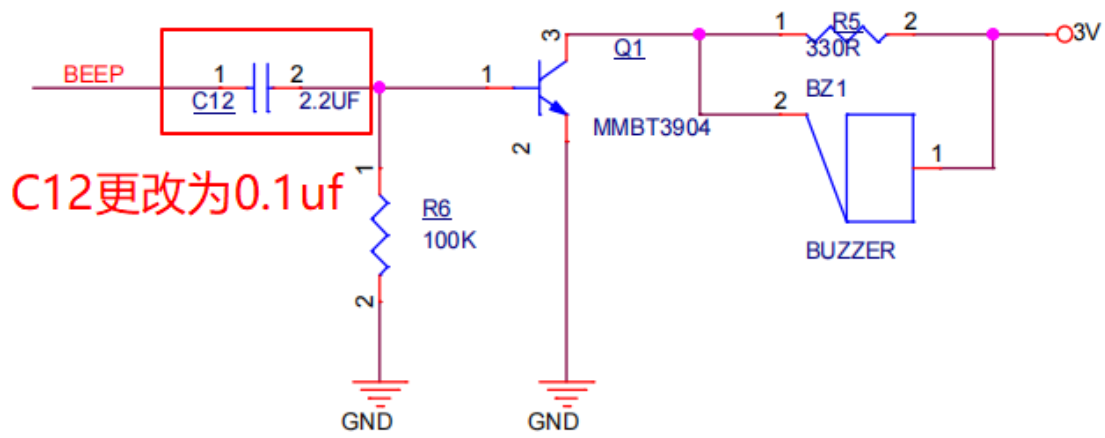 BEEP
1
2
C12
2.2UF
C12更改为0.1uf
1
R6
100K
2
GND
1
3
Q1
MMBT3904
2
GND
1
R5
2
330R
3V
BZ1
2
1
BUZZER